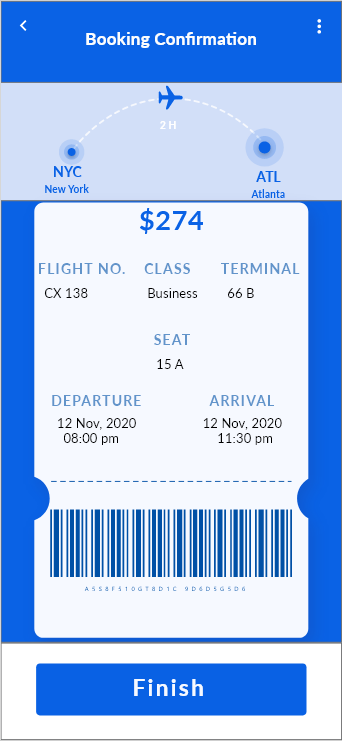 Booking Confirmation
2 H
NYC
New York
ATL
Atlanta
$274
FLIGHT NO. CLASS TERMINAL
CX 138 Business 66 B
SEAT
15 A
DEPARTURE ARRIVAL
12 Nov, 2020 12 Nov, 2020
08:00 pm 11:30 pm
A558F510GT8D1C 9D6D5G5D6
Finish